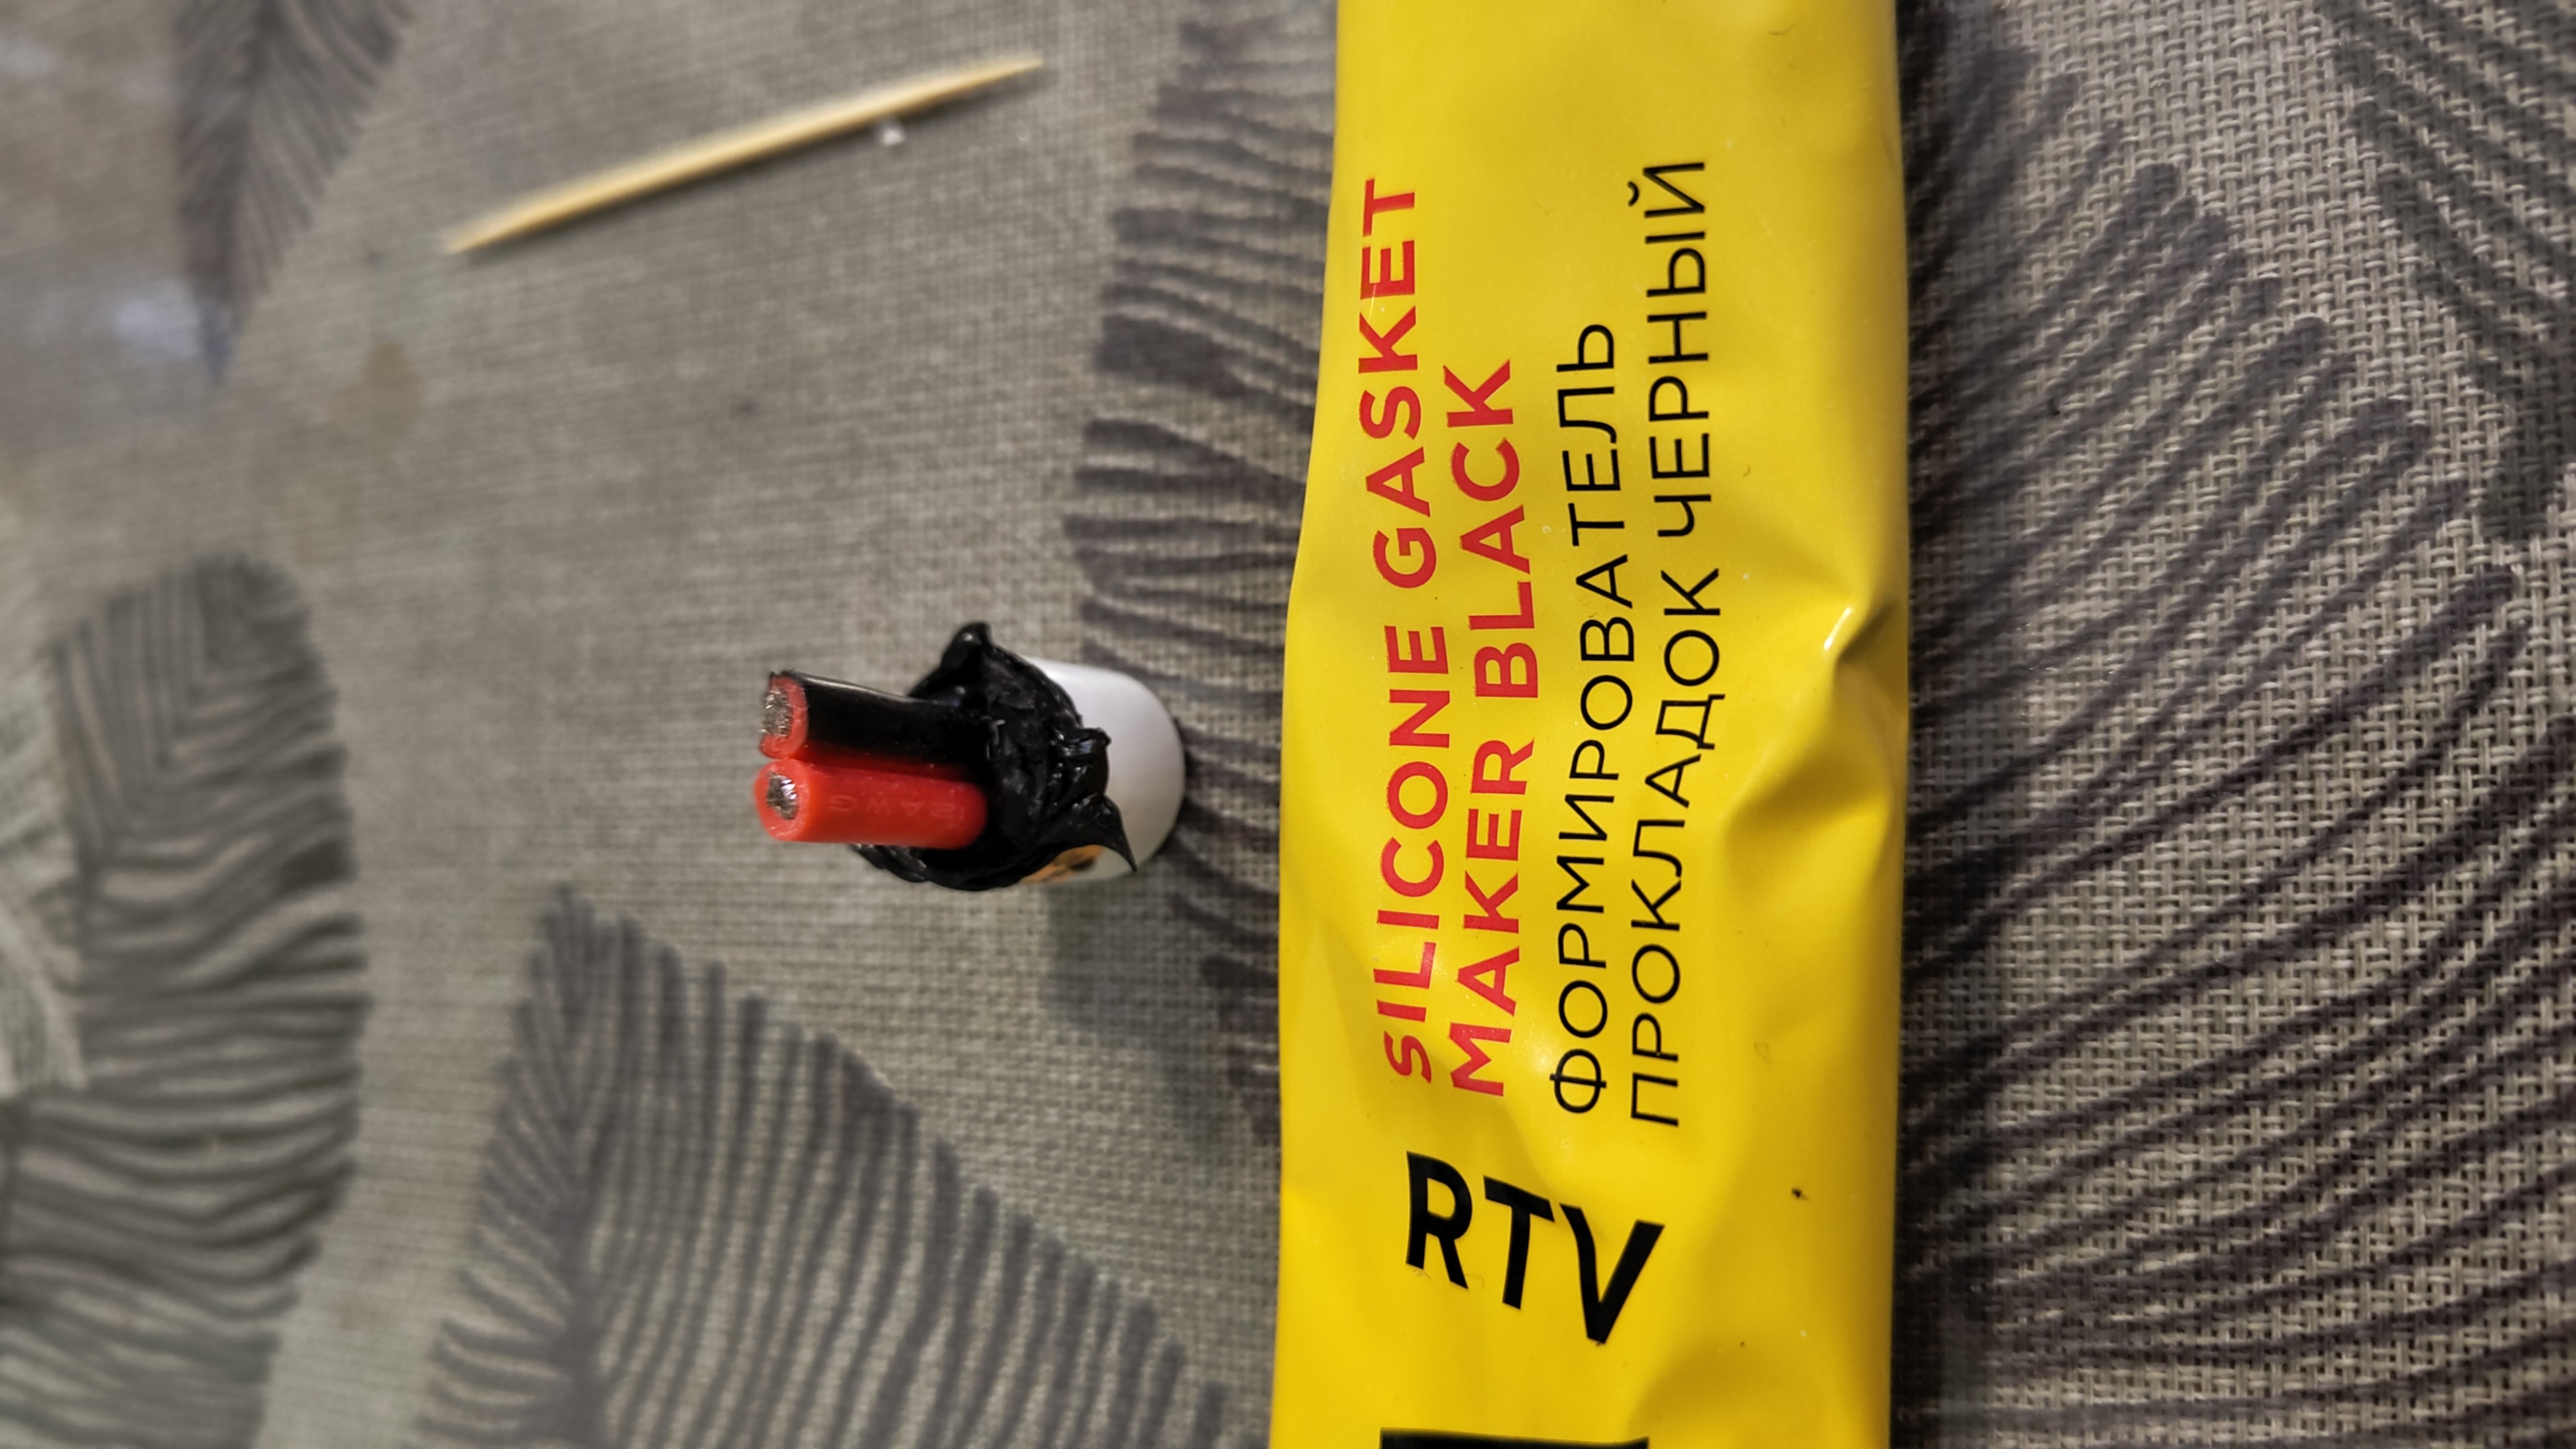 RTV
SILICONE GASKET
MAKER BLACK
ФОРМИРОВАТЕЛЬ
ПРОКЛАДОК ЧЕРНЫЙ